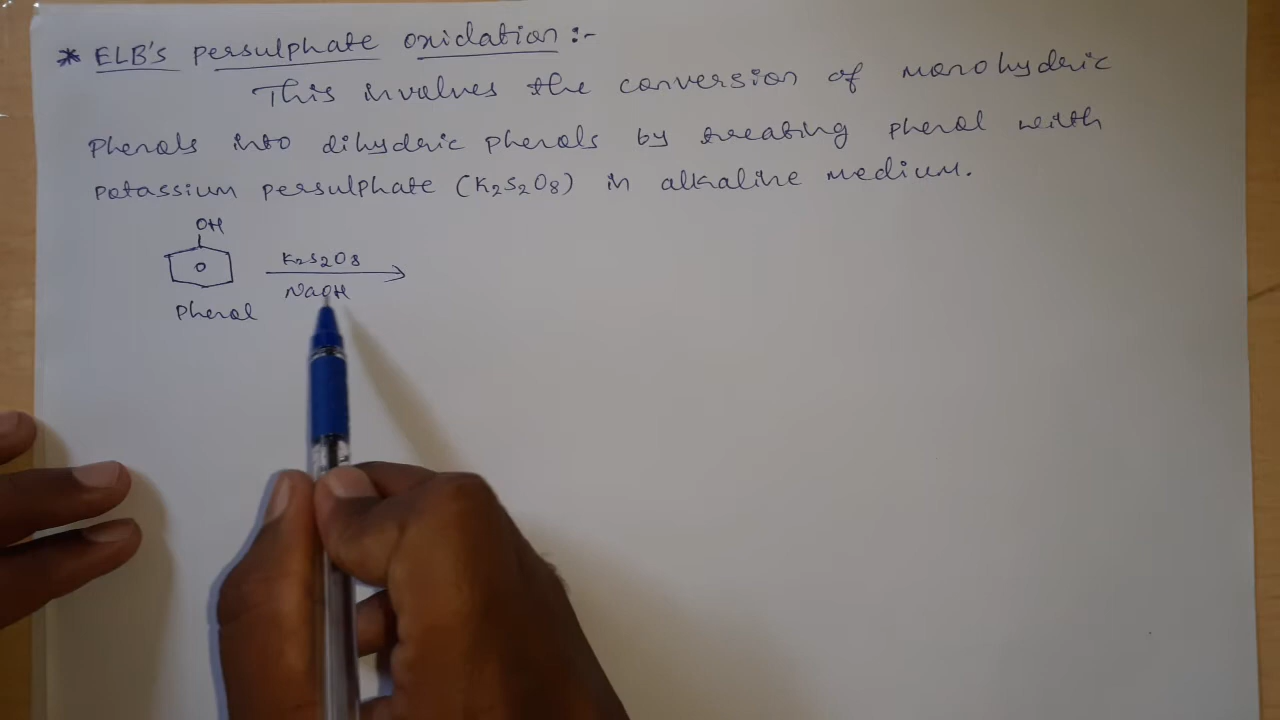 * ELB's persulphate oxidation :-
This involves the conversion of monohydric
phenols into dihydric phenols by treating phenol with
potassium persulphate (K2S2O8) in alkaline medium.
OH
K2S2O8
NaOH
Phenol